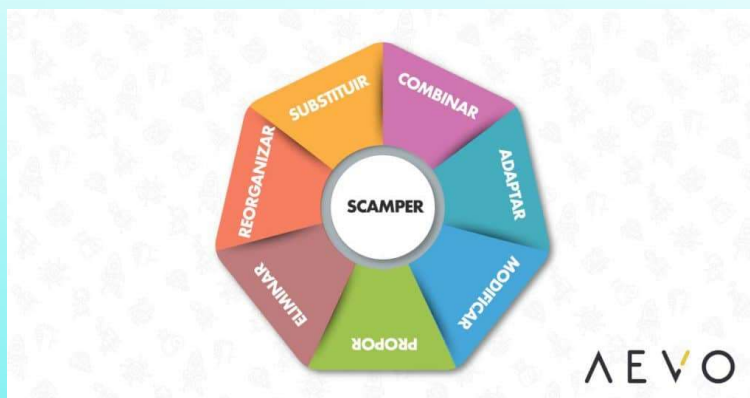 SUBSTITUIR
COMBINAR
ADAPTAR
MODIFICAR
PROPOR
ELIMINAR
REORGANIZAR
SCAMPER
AEVO